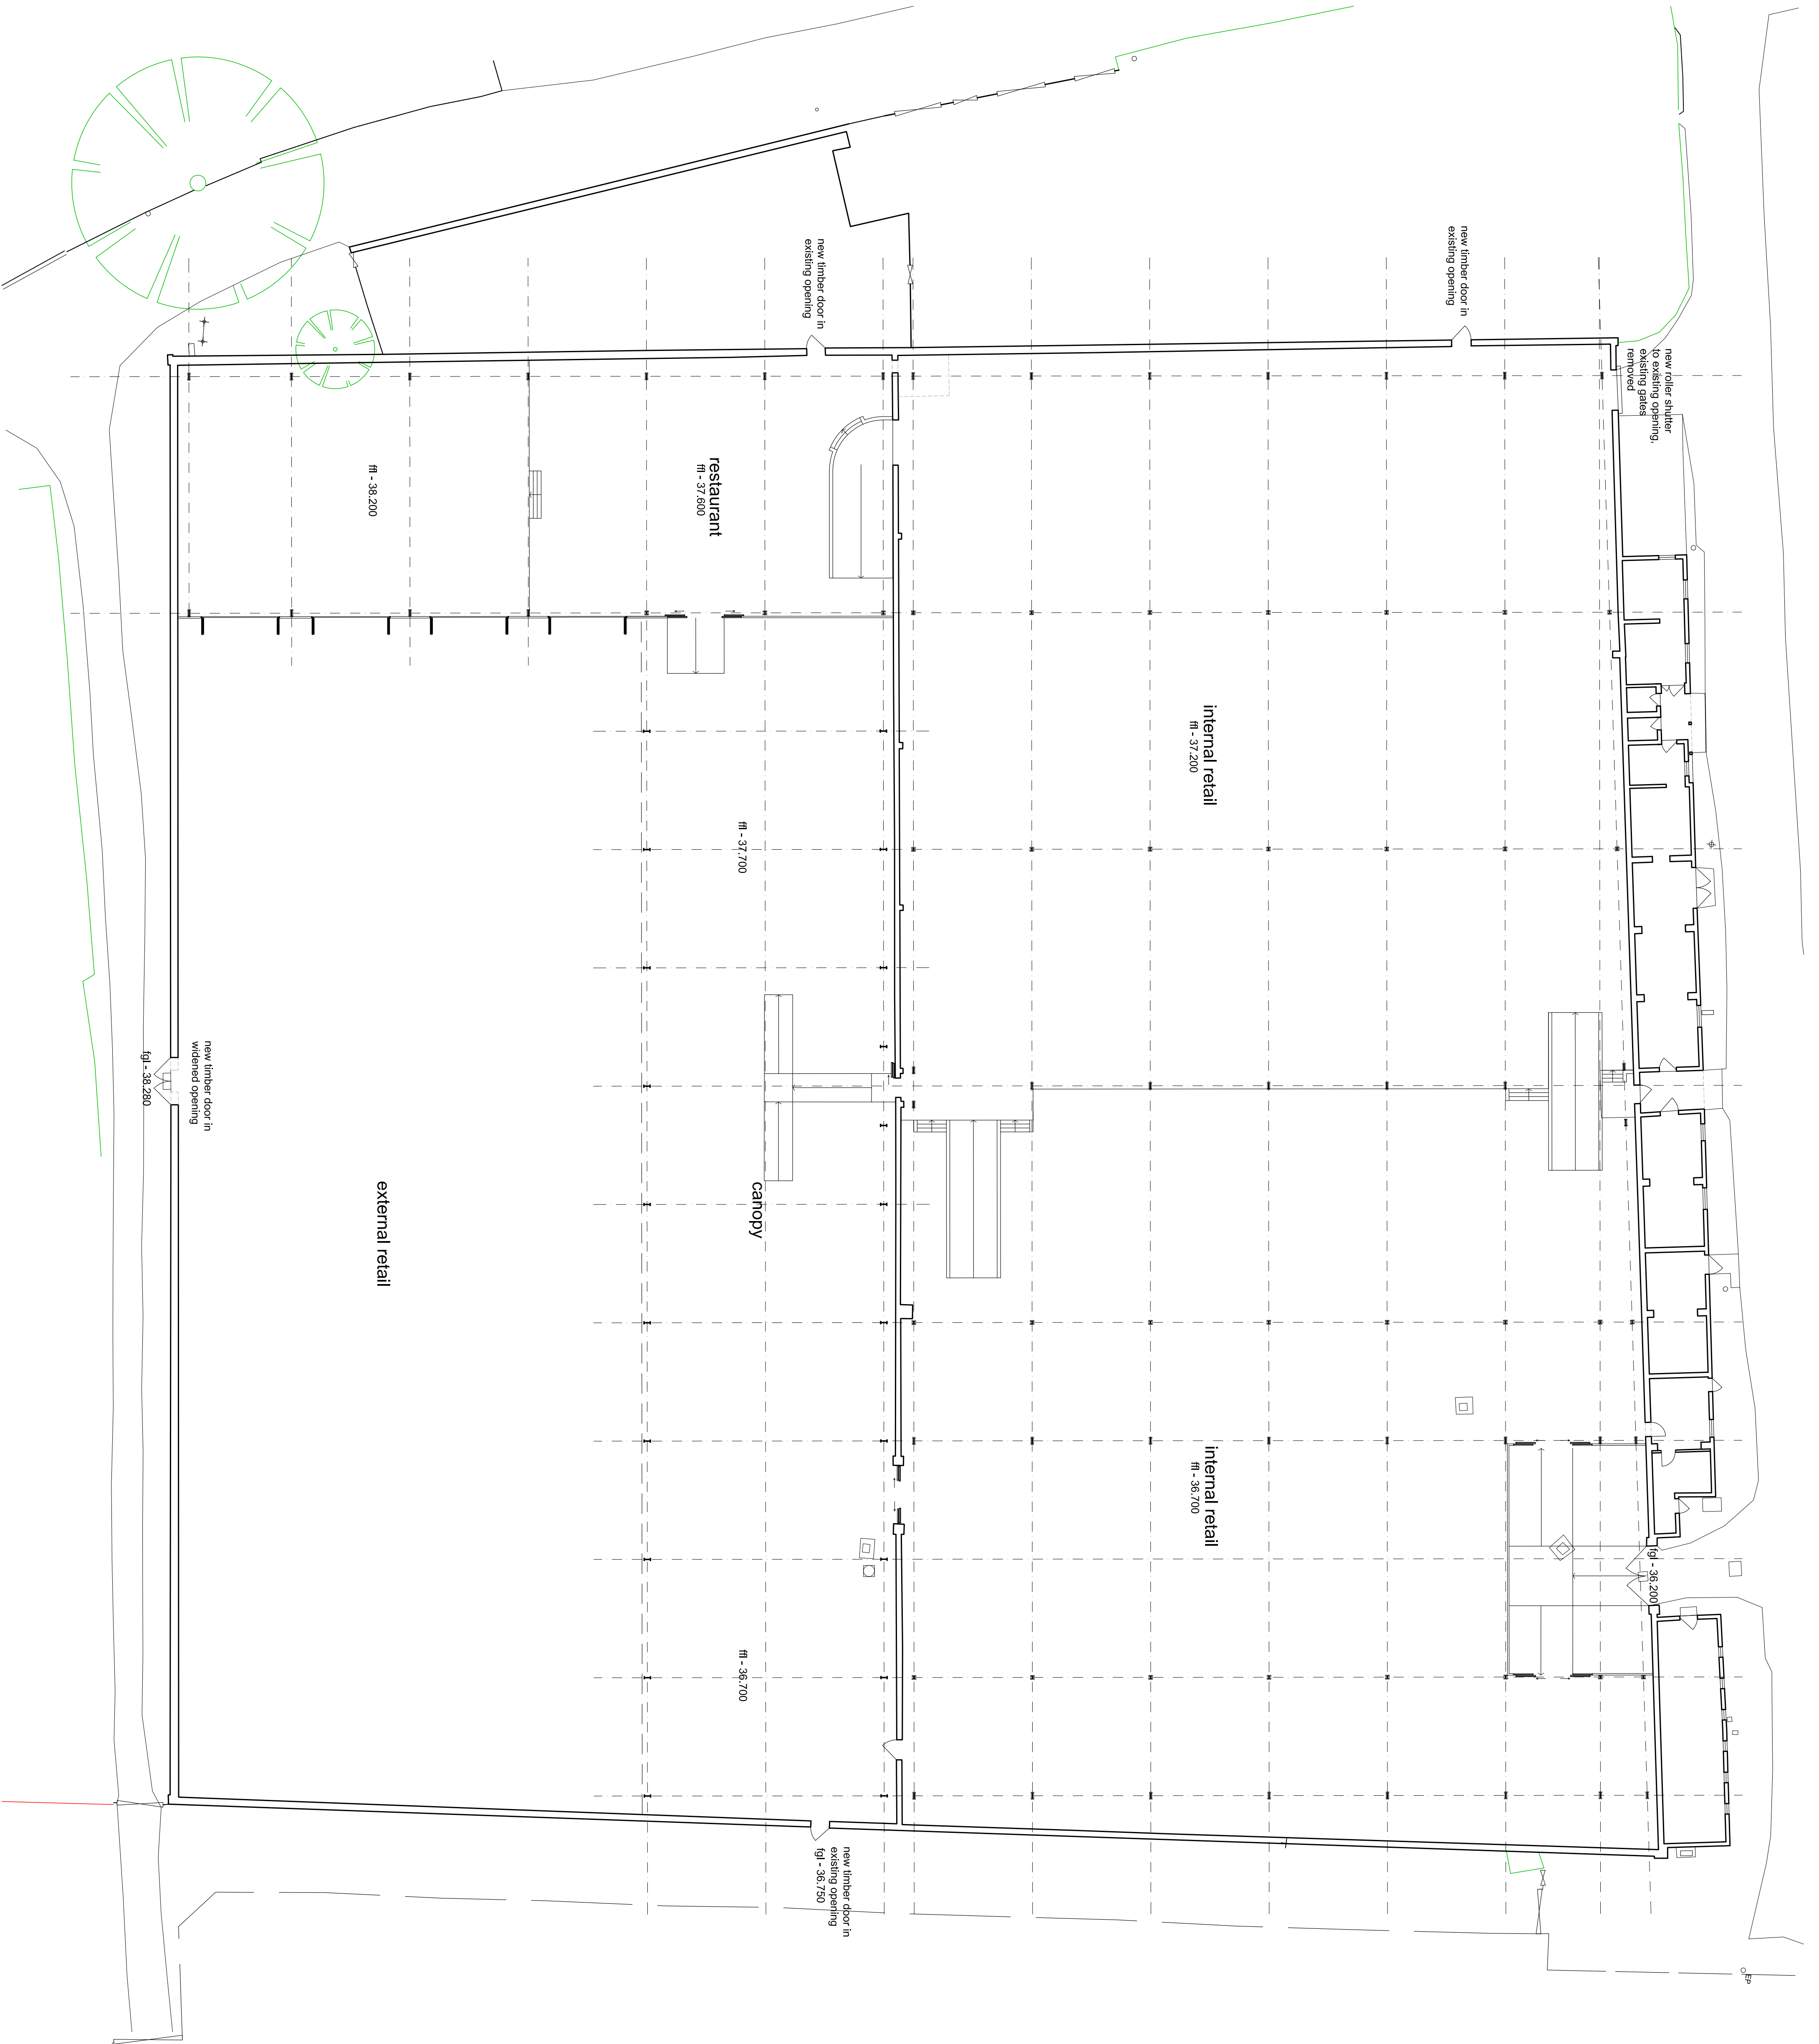 new timber door in
existing opening
new timber door in
existing opening
new roller shutter
to existing opening,
existing gates
removed
ffl - 38.200
restaurant
ffl - 37.600
internal retail
ffl - 37.200
ffl - 37.700
new timber door in
widened opening
fgl - 38.280
external retail
canopy
internal retail
ffl - 36.700
fgl - 36.200
ffl - 36.700
new timber door in
existing opening
fgl - 36.750
EP